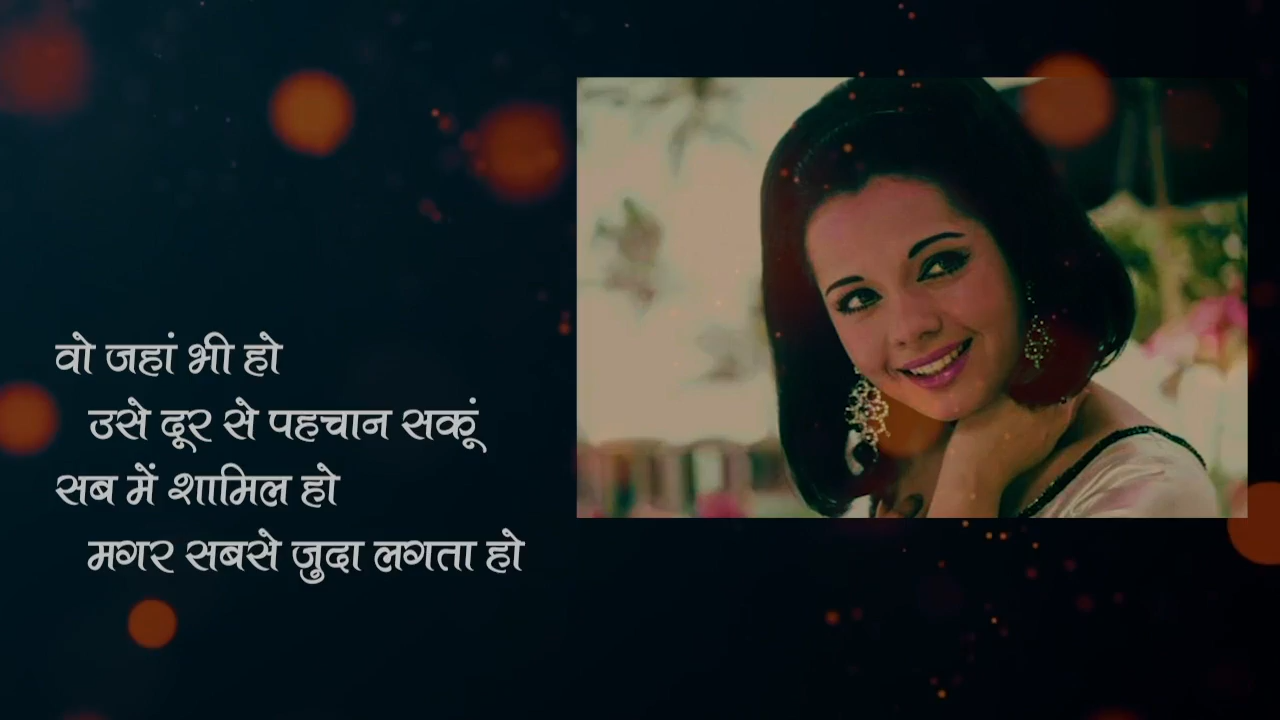 वो जहां भी हो
उसे दूर से पहचान सकूं
सब में शामिल हो
मगर सबसे जुदा लगता हो